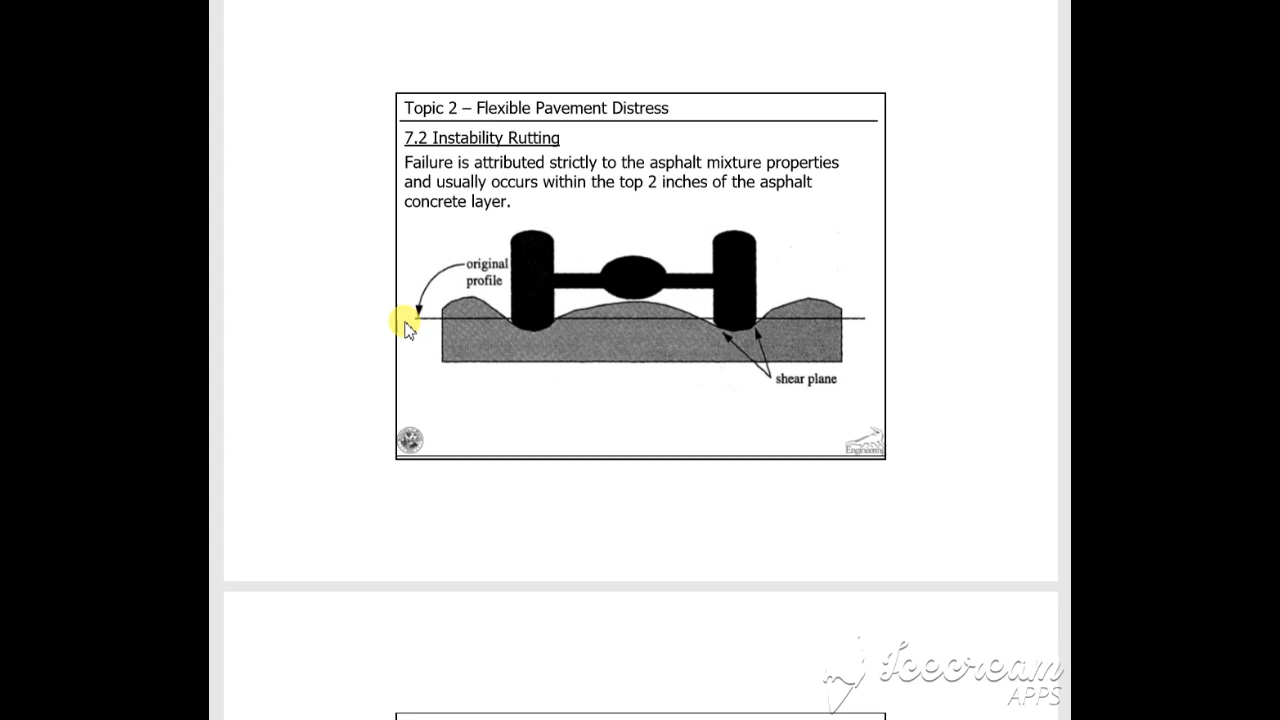 Topic 2 – Flexible Pavement Distress
7.2 Instability Rutting
Failure is attributed strictly to the asphalt mixture properties
and usually occurs within the top 2 inches of the asphalt
concrete layer.
original
profile
shear plane
Engineering
Icecream
APPS